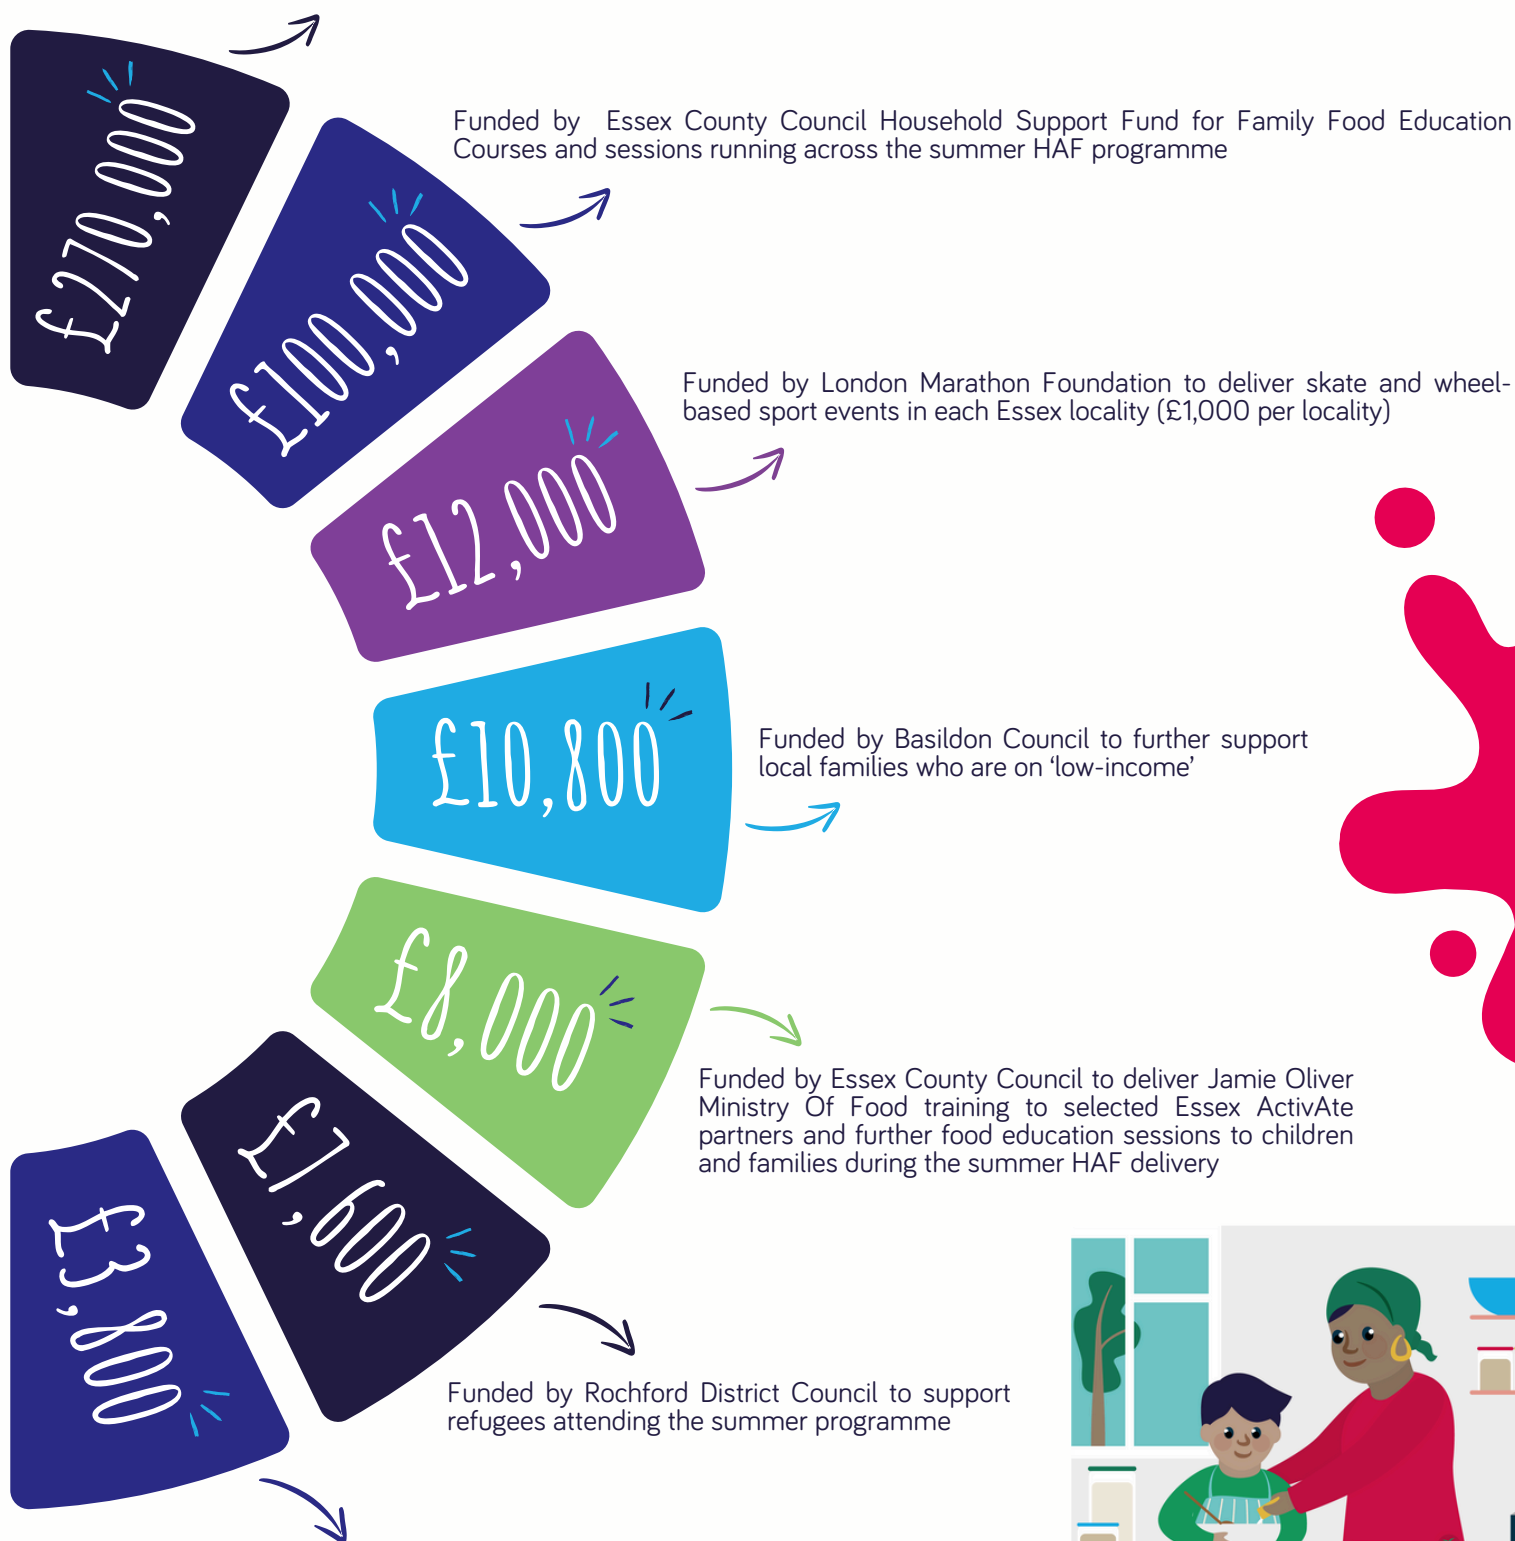 £270,000
£100,000
Funded by Essex County Council Household Support Fund for Family Food Education
Courses and sessions running across the summer HAF programme
£12,000
Funded by London Marathon Foundation to deliver skate and wheel-
based sport events in each Essex locality (£1,000 per locality)
£10,800
Funded by Basildon Council to further support
local families who are on ‘low-income’
£8,000
Funded by Essex County Council to deliver Jamie Oliver
Ministry Of Food training to selected Essex ActivAte
partners and further food education sessions to children
and families during the summer HAF delivery
£7,600
Funded by Rochford District Council to support
refugees attending the summer programme
£3,800